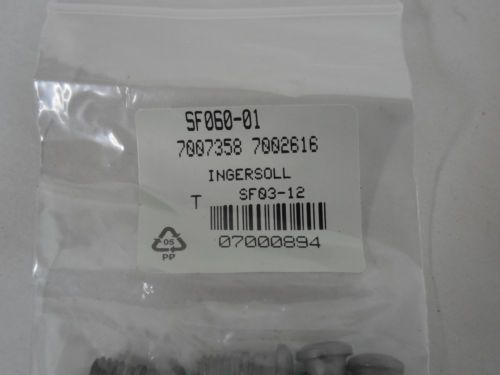 SF060-01
7007358 7002616
INGERSOLL
T SF03-12
07000894
05
PP